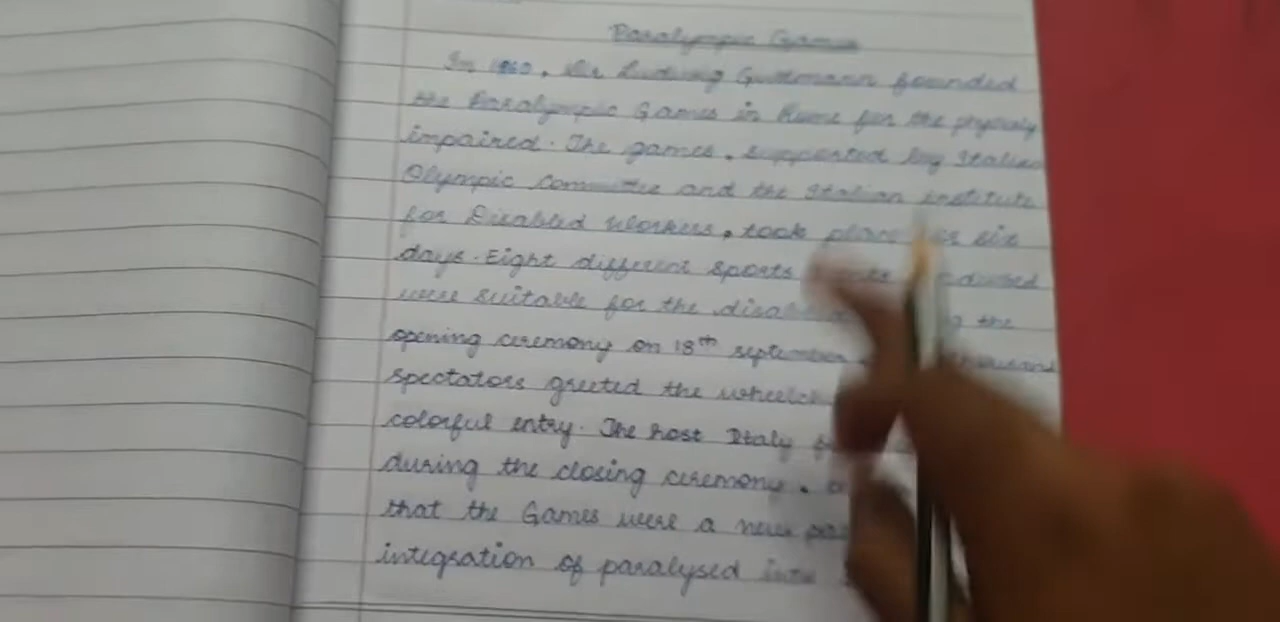 Paralympic Games
In 1960, Sir Ludwig Guttmann founded
the Paralympic Games in Rome for the physicaly
impaired. The games, supported by Italian
Olympic Committee and the Italian institute
for Disabled Workers, took place for six
days. Eight different sports
were suitable for the the
opening ceremony on 18th september
spectators greeted the
colorful entry. The host Italy
during the closing ceremony.
that the Games were a new
integration of paralysed into